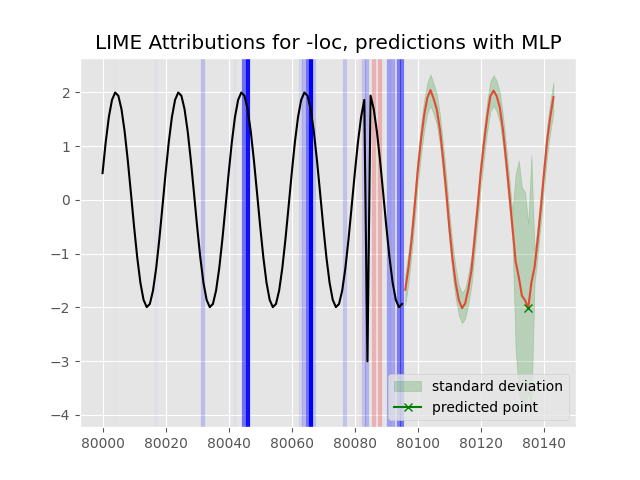 LIME Attributions for -loc, predictions with MLP
2
1
0
−1
−2
−3
−4
standard deviation
predicted point
80000 80020 80040 80060 80080 80100 80120 80140